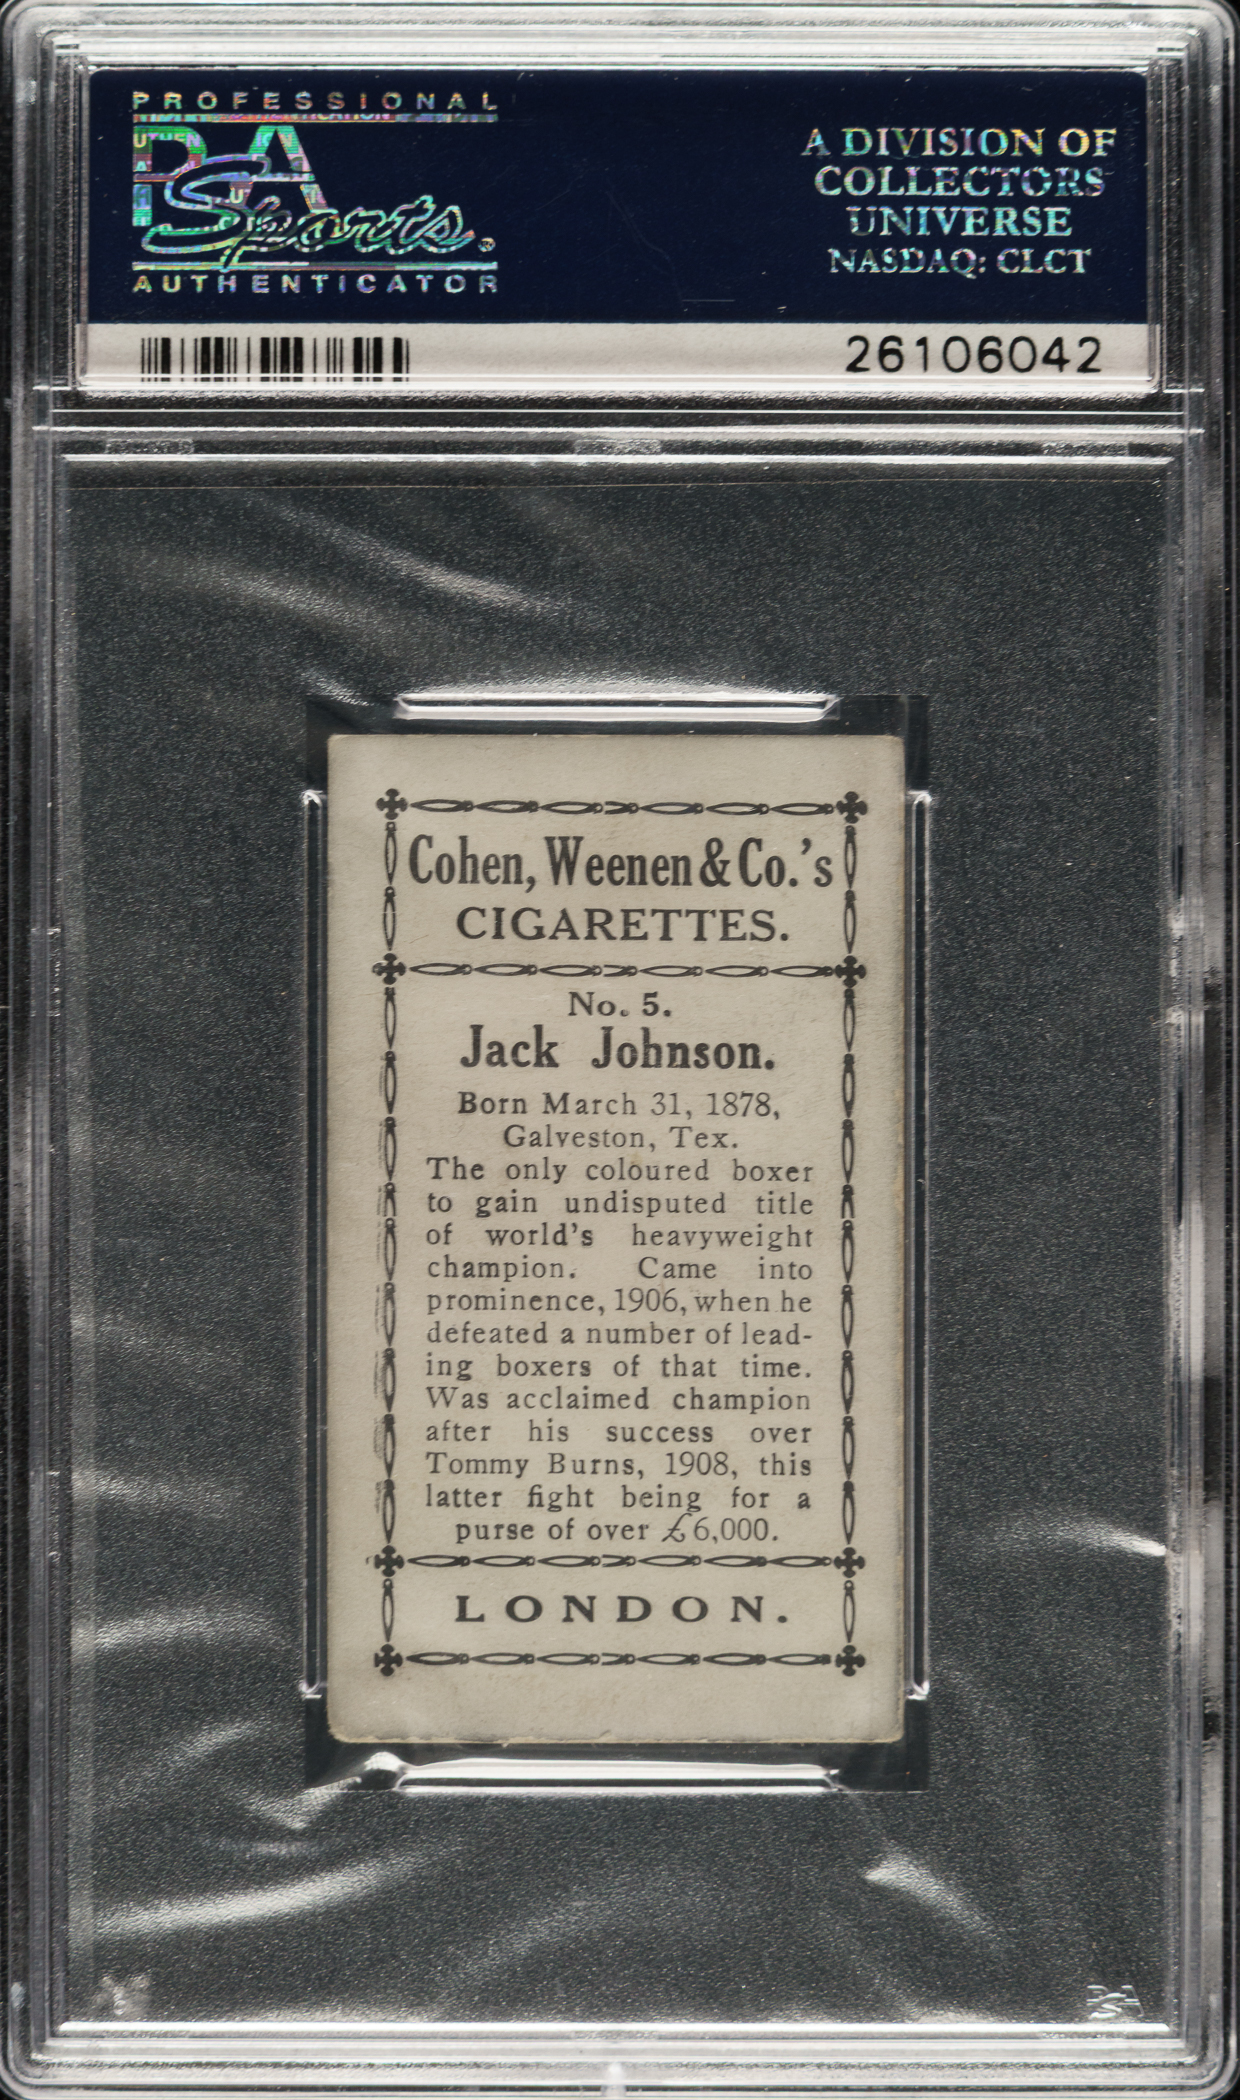 PROFESSIONAL
PSA
Sports
AUTHENTICATOR
A DIVISION OF
COLLECTORS
UNIVERSE
NASDAQ: CLCT
26106042
Cohen, Weenen & Co.'s
CIGARETTES.
No. 5.
Jack Johnson.
Born March 31, 1878,
Galveston, Tex.
The only coloured boxer
to gain undisputed title
of world's heavyweight
champion. Came into
prominence, 1906, when he
defeated a number of lead-
ing boxers of that time.
Was acclaimed champion
after his success over
Tommy Burns, 1908, this
latter fight being for a
purse of over £6,000.
LONDON.
PSA